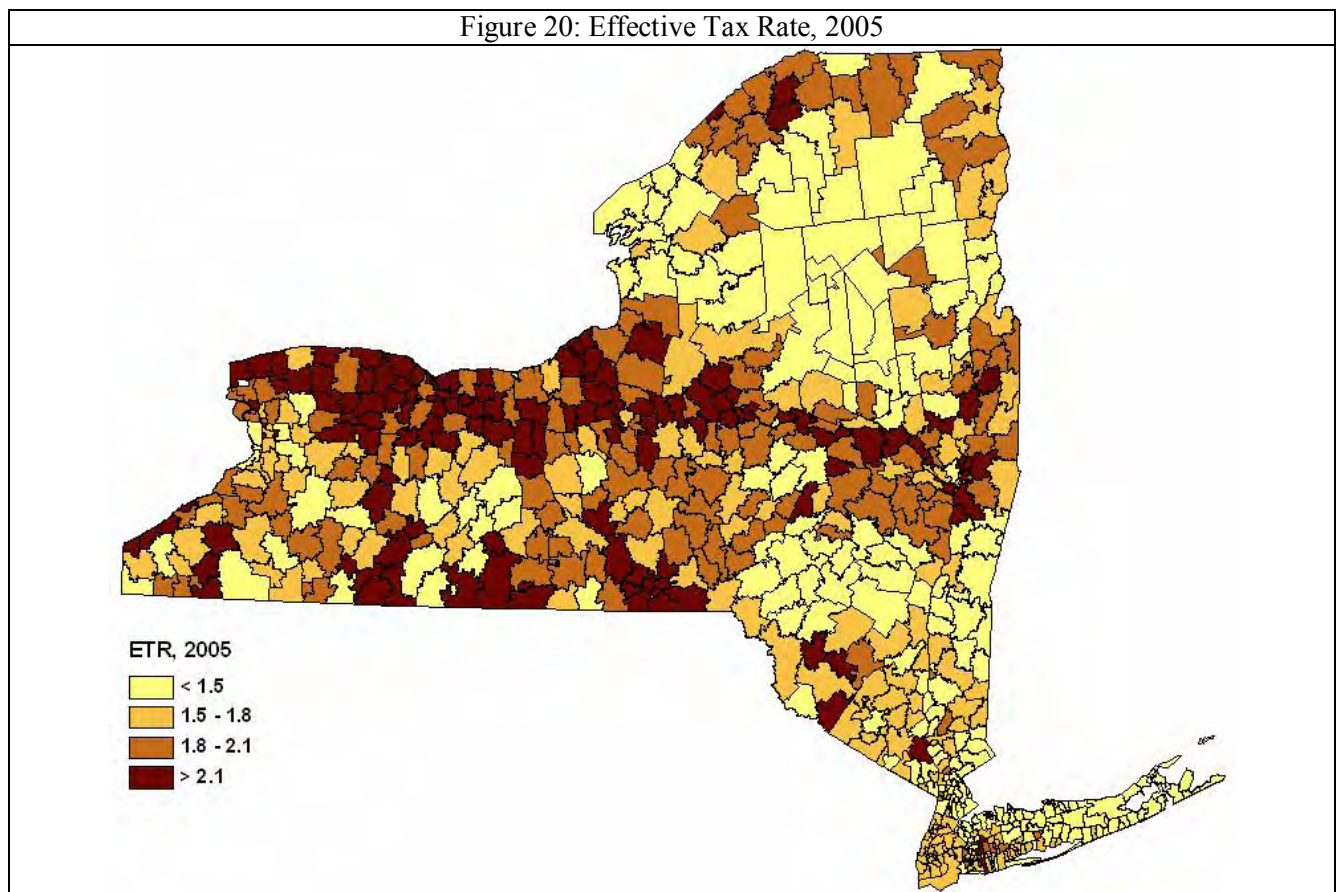 Figure 20: Effective Tax Rate, 2005
ETR, 2005
< 1.5
1.5 - 1.8
1.8 - 2.1
> 2.1